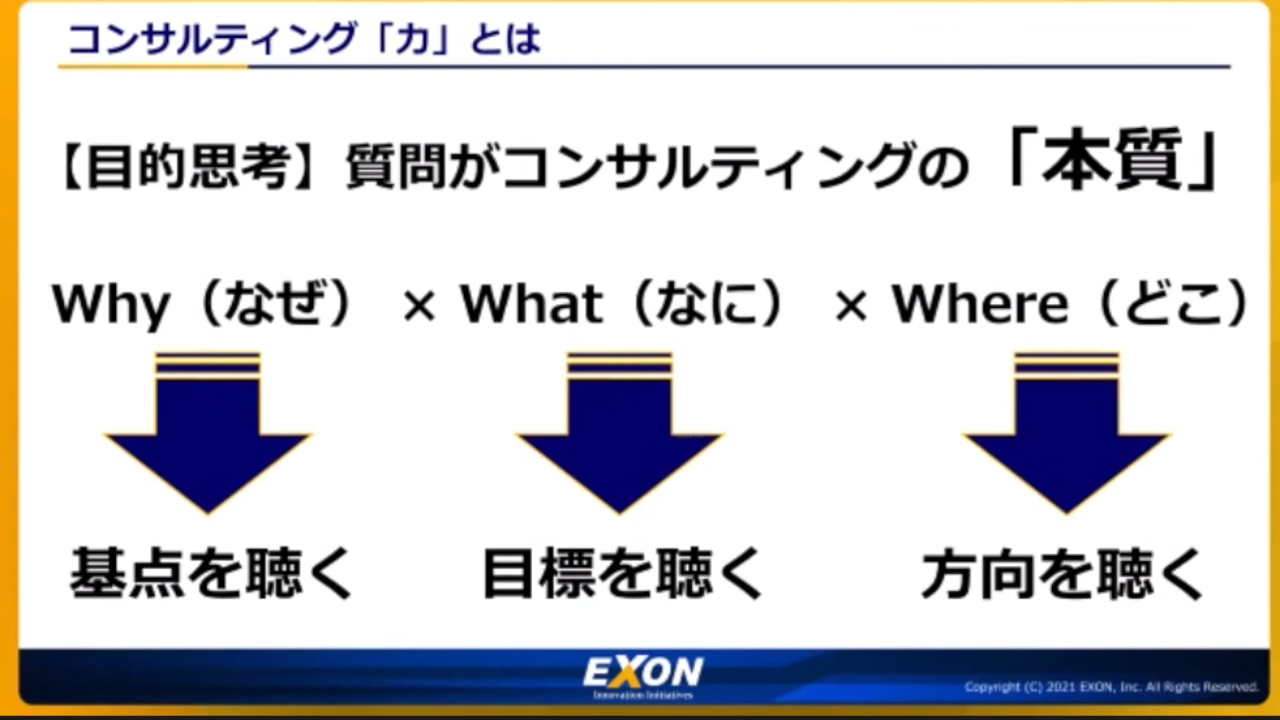 コンサルティング「力」とは
【目的思考】質問がコンサルティングの「本質」
Why（なぜ） × What（なに） × Where（どこ）
基点を聴く 目標を聴く 方向を聴く
EXON
Innovation Initiatives
Copyright (C) 2021 EXON, Inc. All Rights Reserved.